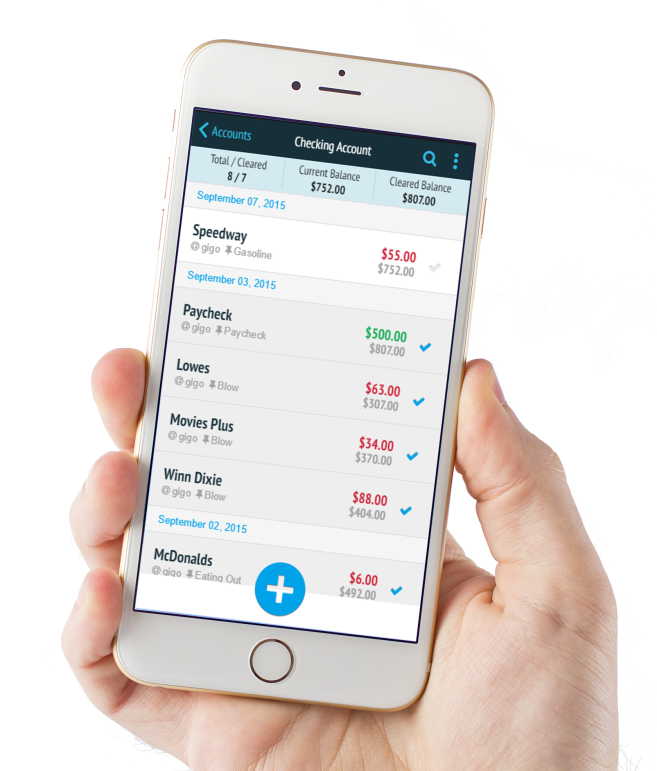 Accounts
Checking Account
Total / Cleared
8 / 7
Current Balance
$752.00
Cleared Balance
$807.00
September 07, 2015
Speedway
@gigo Gasoline
$55.00
$752.00
September 03, 2015
Paycheck
@gigo Paycheck
$500.00
$807.00
Lowes
@gigo Blow
$63.00
$307.00
Movies Plus
@gigo Blow
$34.00
$370.00
Winn Dixie
@gigo Blow
$88.00
$404.00
September 02, 2015
McDonalds
@gigo Eating Out
$6.00
$492.00